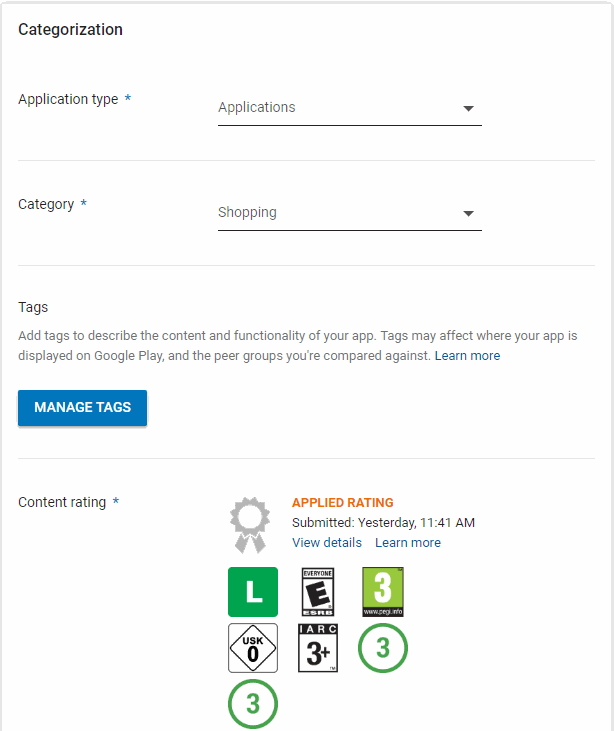 Categorization
Application type *
Applications
Category *
Shopping
Tags
Add tags to describe the content and functionality of your app. Tags may affect where your app is
displayed on Google Play, and the peer groups you're compared against. Learn more
MANAGE TAGS
Content rating *
APPLIED RATING
Submitted: Yesterday, 11:41 AM
View details Learn more
L
EVERYONE
E
ESRB
3
www.pegi.info
USK
0
IARC
3+
3
3